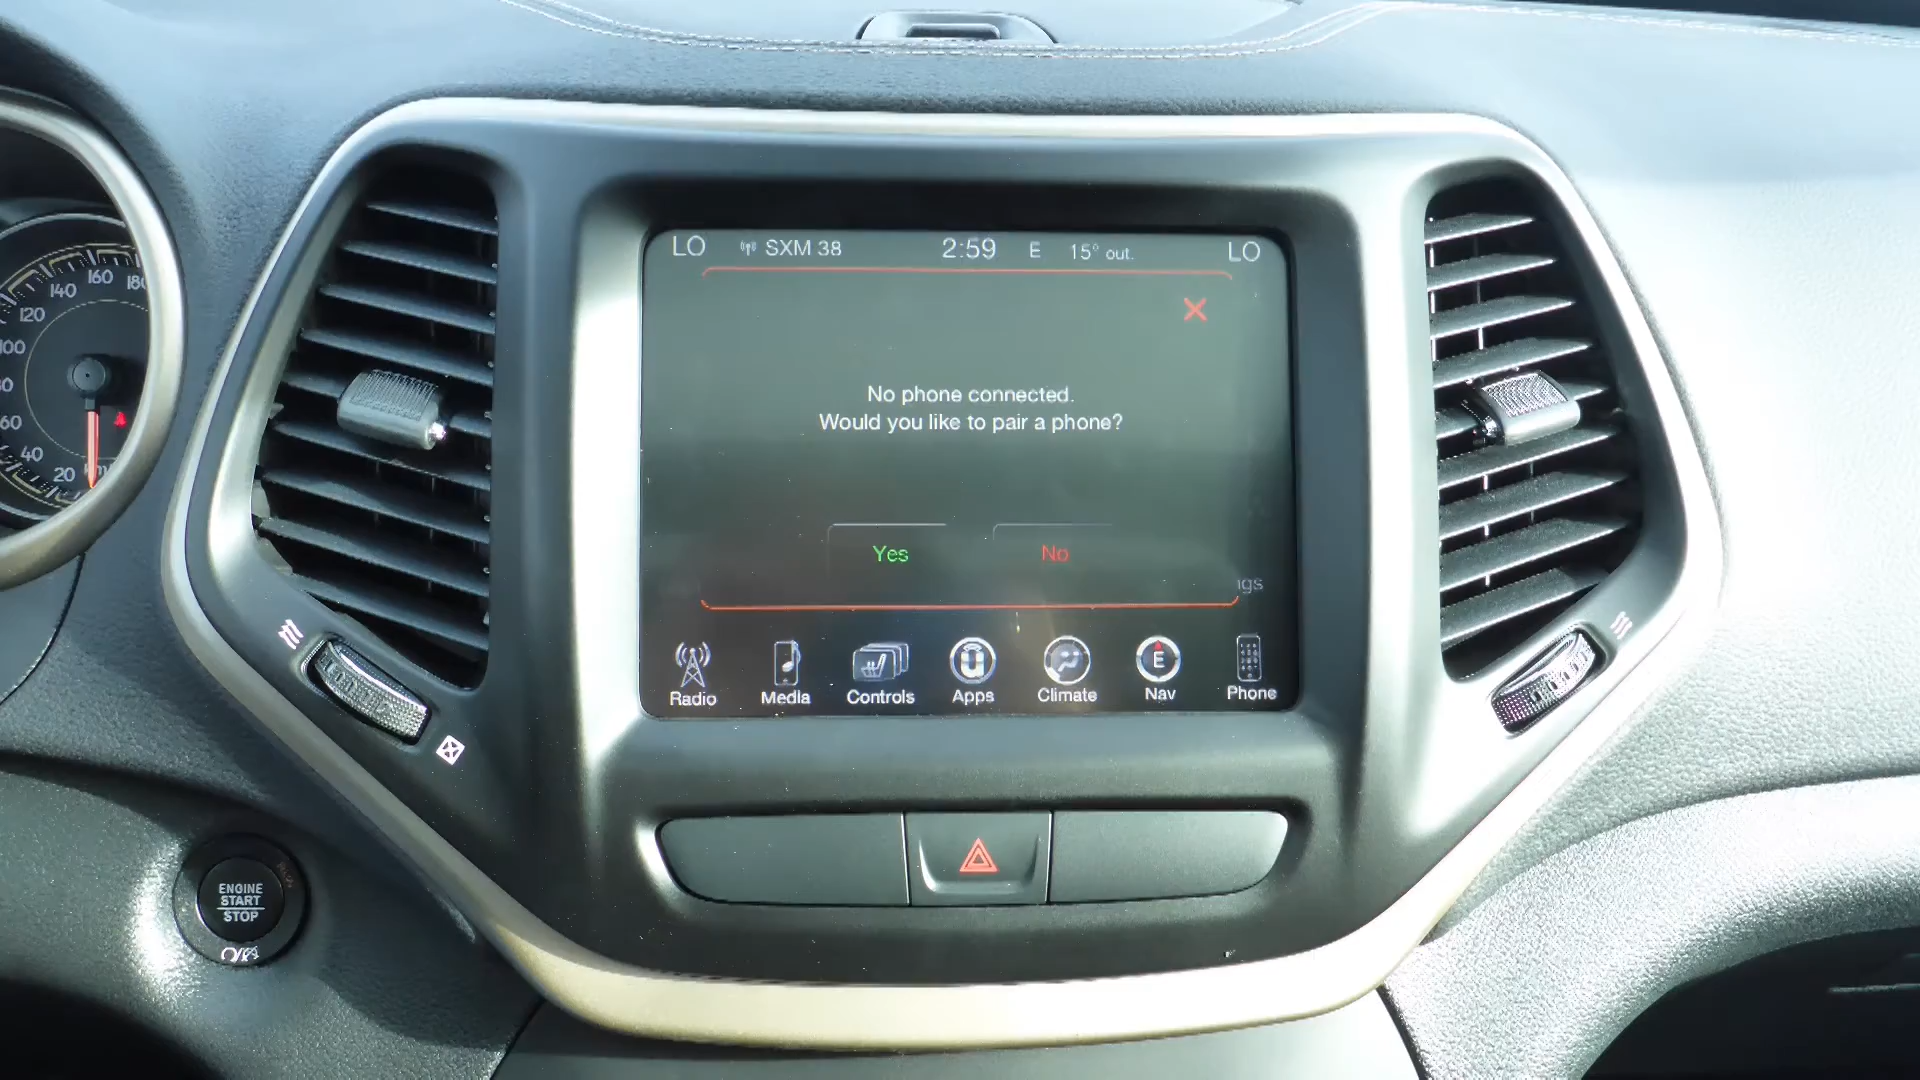 LO SXM 38 2:59 E 15° out. LO
No phone connected.
Would you like to pair a phone?
Yes No
Radio Media Controls Apps Climate Nav Phone
E
160
140
120
100
60
40
20
ENGINE
START
STOP